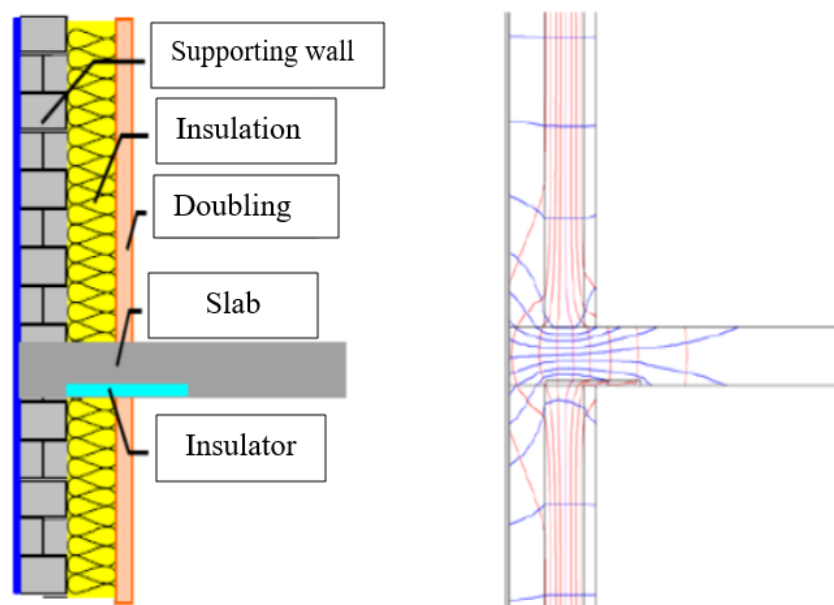 Supporting wall
Insulation
Doubling
Slab
Insulator